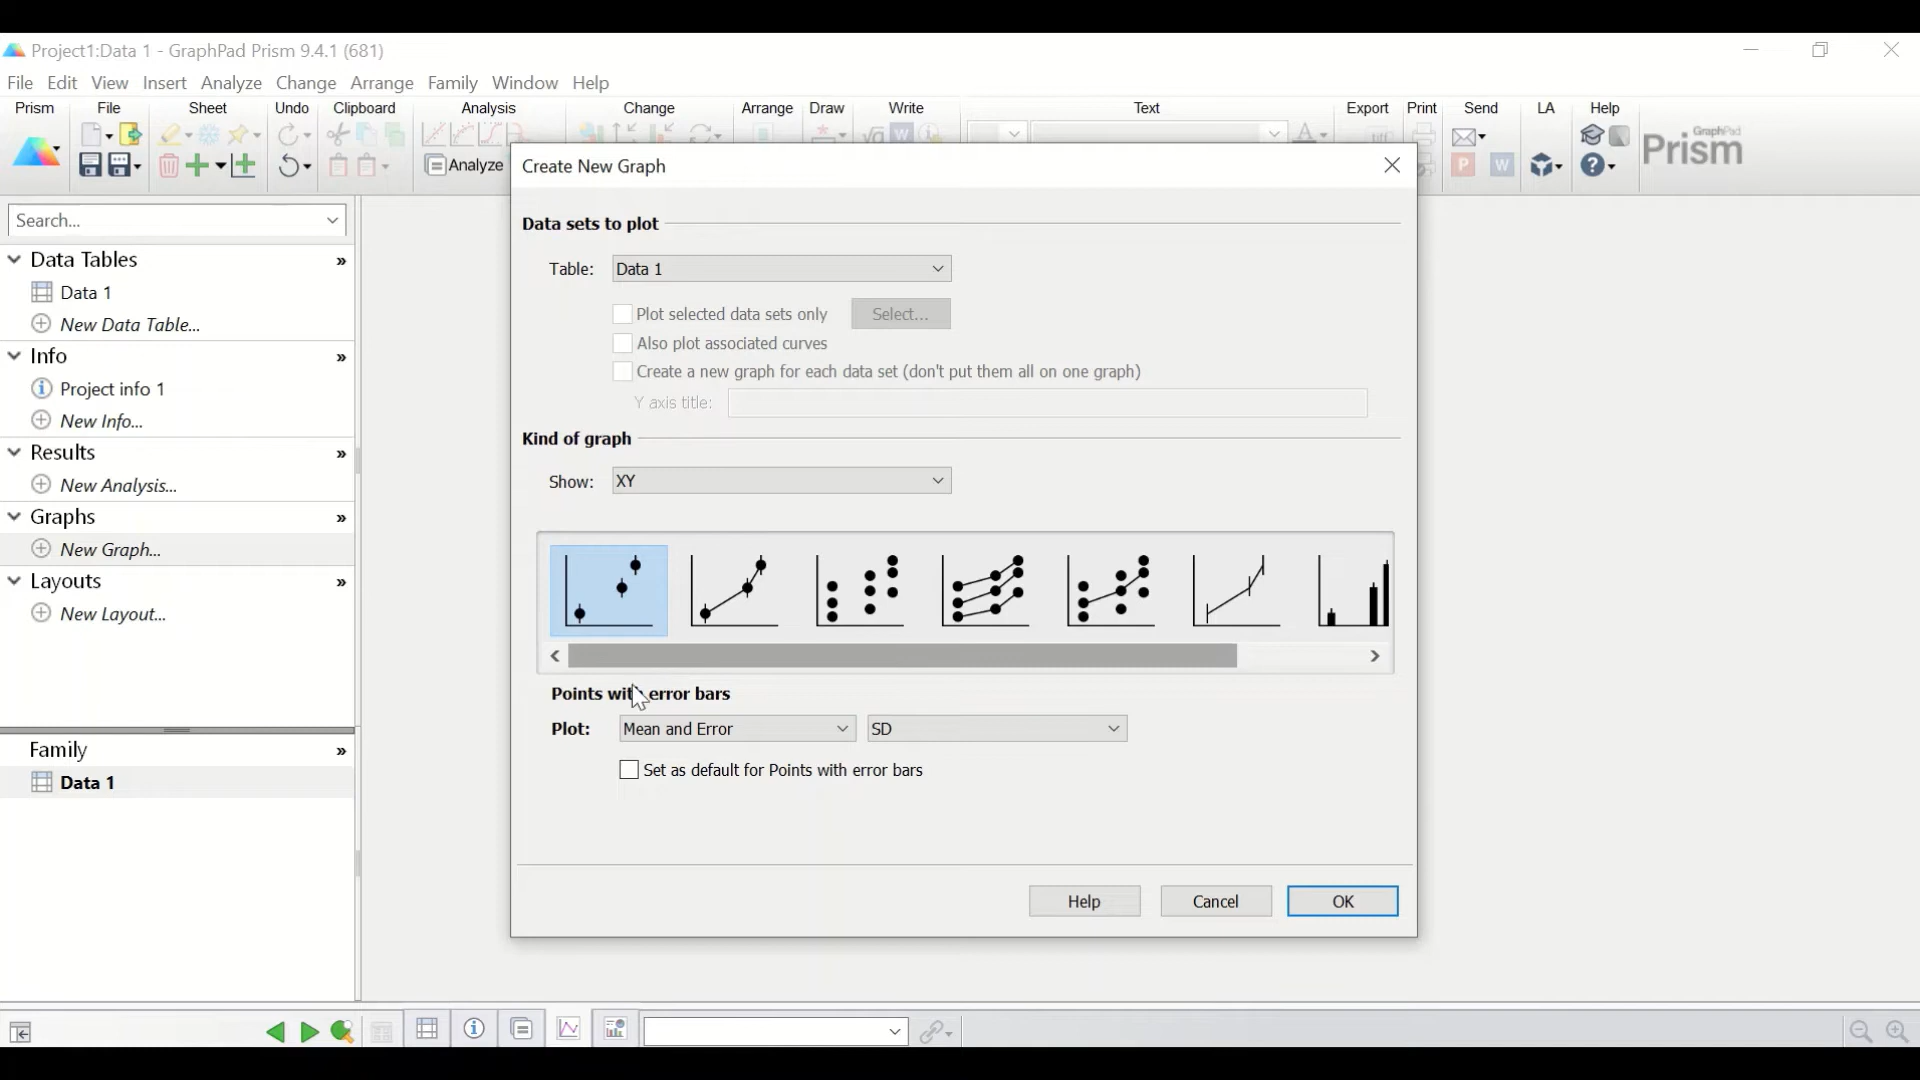 Project1:Data 1 - GraphPad Prism 9.4.1 (681)
File Edit View Insert Analyze Change Arrange Family Window Help
Prism File Sheet Undo Clipboard Analysis Change Arrange Draw Write Text Export Print Send LA Help
Analyze
GraphPad
Prism
Create New Graph
Search...
Data sets to plot
Data Tables
Table: Data 1
Data 1
Plot selected data sets only Select...
New Data Table...
Also plot associated curves
Info
Create a new graph for each data set (don't put them all on one graph)
Project info 1
Y axis title:
New Info...
Kind of graph
Results
Show: XY
New Analysis...
Graphs
New Graph...
Layouts
New Layout...
Points with error bars
Plot: Mean and Error SD
Family
Set as default for Points with error bars
Data 1
Help Cancel OK